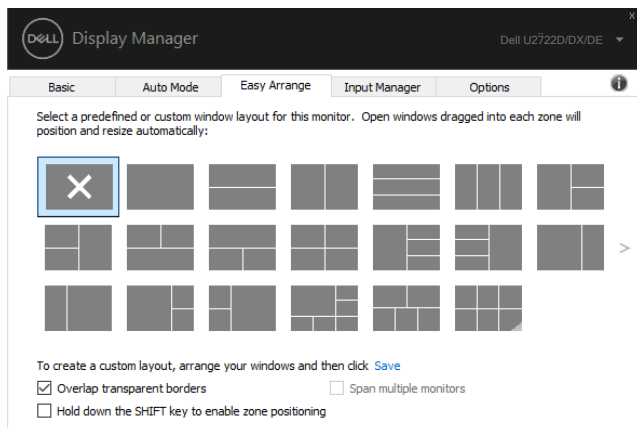 DELL Display Manager
Dell U2722D/DX/DE
x
Basic Auto Mode Easy Arrange Input Manager Options
Select a predefined or custom window layout for this monitor. Open windows dragged into each zone will
position and resize automatically:
To create a custom layout, arrange your windows and then click Save
Overlap transparent borders
Span multiple monitors
Hold down the SHIFT key to enable zone positioning